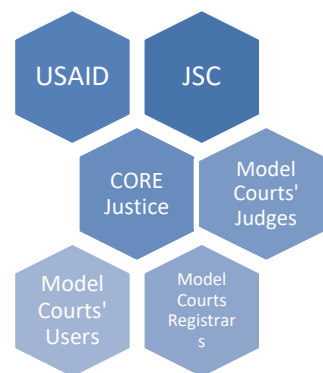 USAID
JSC
CORE
Justice
Model
Courts'
Judges
Model
Courts'
Users
Model
Courts
Registrar
s